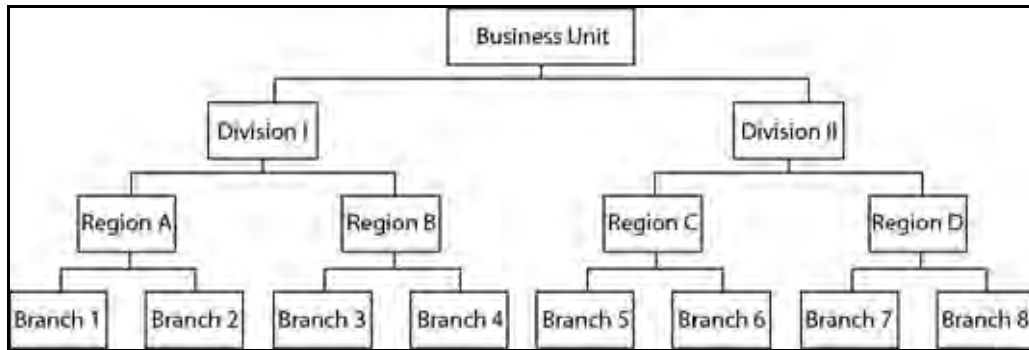 Business Unit
Division I
Division II
Region A
Region B
Region C
Region D
Branch 1
Branch 2
Branch 3
Branch 4
Branch 5
Branch 6
Branch 7
Branch 8